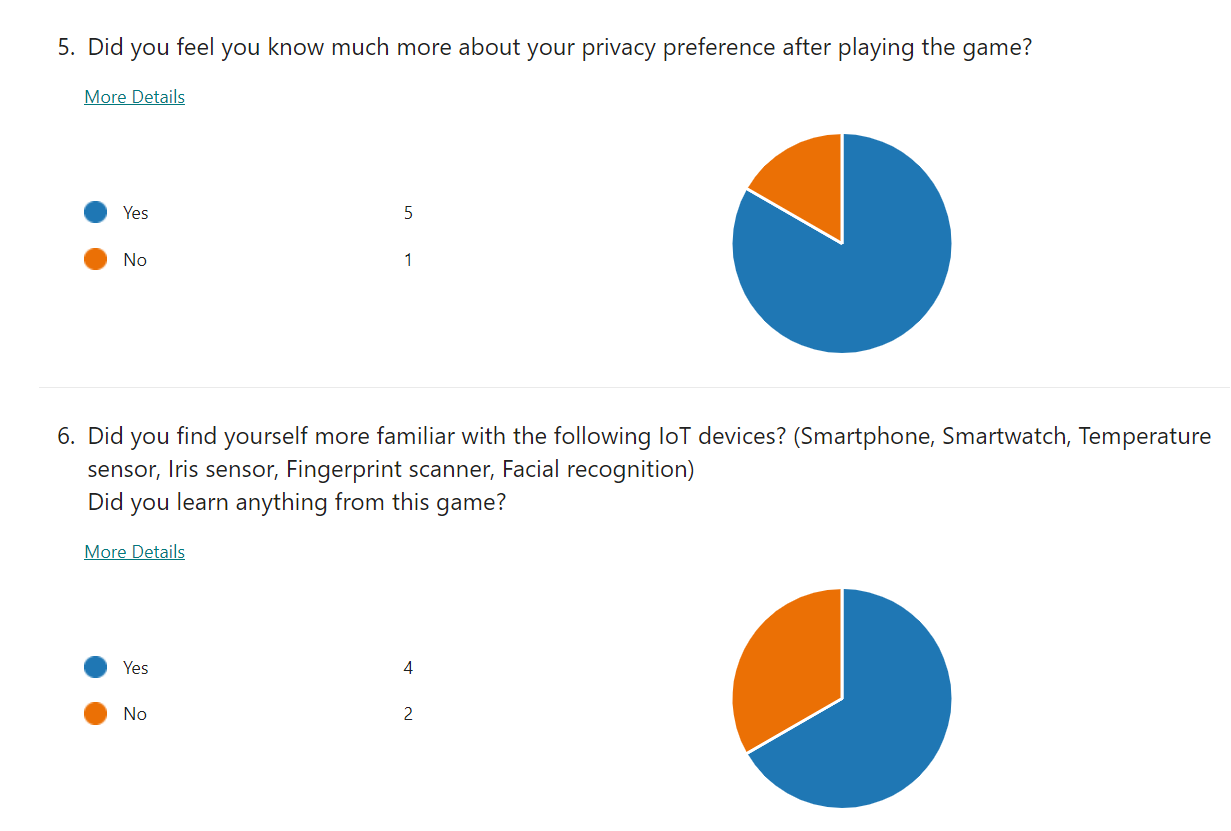 5. Did you feel you know much more about your privacy preference after playing the game?
More Details
Yes 5
No 1
6. Did you find yourself more familiar with the following IoT devices? (Smartphone, Smartwatch, Temperature
sensor, Iris sensor, Fingerprint scanner, Facial recognition)
Did you learn anything from this game?
More Details
Yes 4
No 2